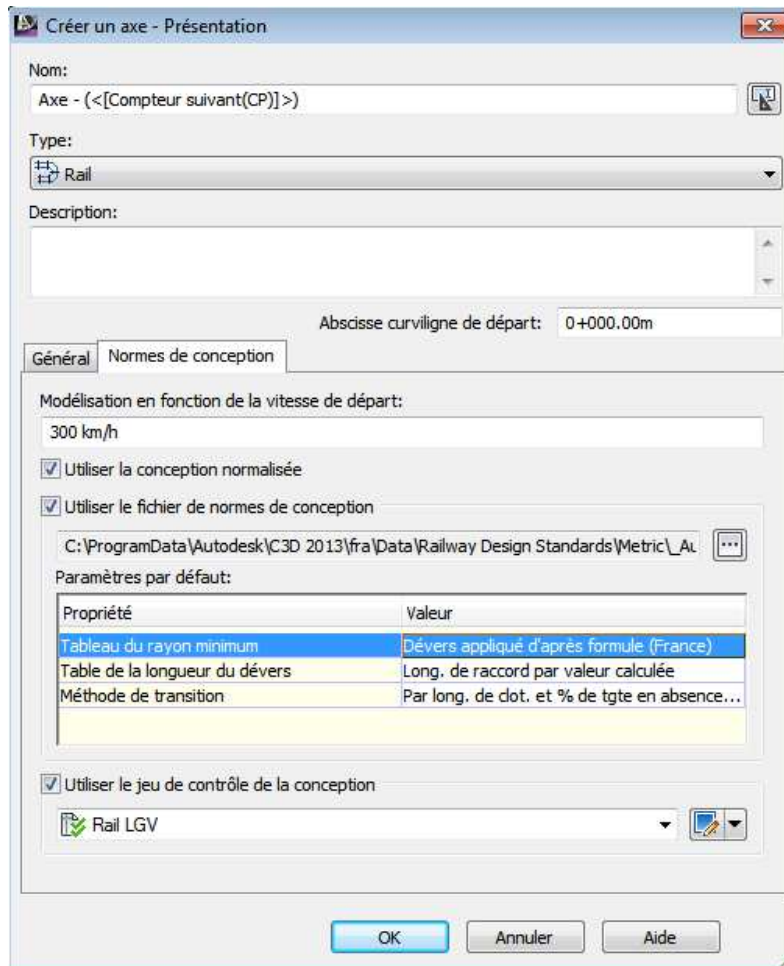 Créer un axe - Présentation
Nom:
Axe - (<[Compteur suivant(CP)]>)
Type:
Rail
Description:
Abscisse curviligne de départ: 0+000.00m
Général Normes de conception
Modélisation en fonction de la vitesse de départ:
300 km/h
Utiliser la conception normalisée
Utiliser le fichier de normes de conception
C:\ProgramData\Autodesk\C3D 2013\fra\Data\Railway Design Standards\Metric\_Au
Paramètres par défaut:
Propriété Valeur
Tableau du rayon minimum Dévers appliqué d'après formule (France)
Table de la longueur du dévers Long. de raccord par valeur calculée
Méthode de transition Par long. de clot. et % de tgte en absence...
Utiliser le jeu de contrôle de la conception
Rail LGV
OK Annuler Aide